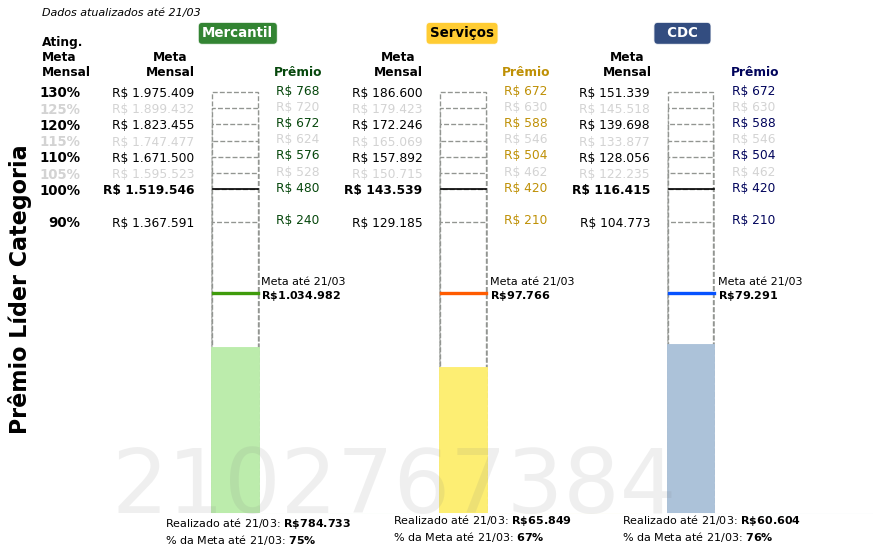 Dados atualizados até 21/03
Mercantil
Serviços
CDC
Ating.
Meta
Mensal
Meta
Mensal
Prêmio
Meta
Mensal
Prêmio
Meta
Mensal
Prêmio
130% R$ 1.975.409 R$ 768 R$ 186.600 R$ 672 R$ 151.339 R$ 672
125% R$ 1.899.432 R$ 720 R$ 179.423 R$ 630 R$ 145.518 R$ 630
120% R$ 1.823.455 R$ 672 R$ 172.246 R$ 588 R$ 139.698 R$ 588
115% R$ 1.747.477 R$ 624 R$ 165.069 R$ 546 R$ 133.877 R$ 546
110% R$ 1.671.500 R$ 576 R$ 157.892 R$ 504 R$ 128.056 R$ 504
105% R$ 1.595.523 R$ 528 R$ 150.715 R$ 462 R$ 122.235 R$ 462
100% R$ 1.519.546 R$ 480 R$ 143.539 R$ 420 R$ 116.415 R$ 420
90% R$ 1.367.591 R$ 240 R$ 129.185 R$ 210 R$ 104.773 R$ 210
Prêmio Líder Categoria
Meta até 21/03
R$1.034.982
Meta até 21/03
R$97.766
Meta até 21/03
R$79.291
2102767384
Realizado até 21/03: R$784.733
% da Meta até 21/03: 75%
Realizado até 21/03: R$65.849
% da Meta até 21/03: 67%
Realizado até 21/03: R$60.604
% da Meta até 21/03: 76%